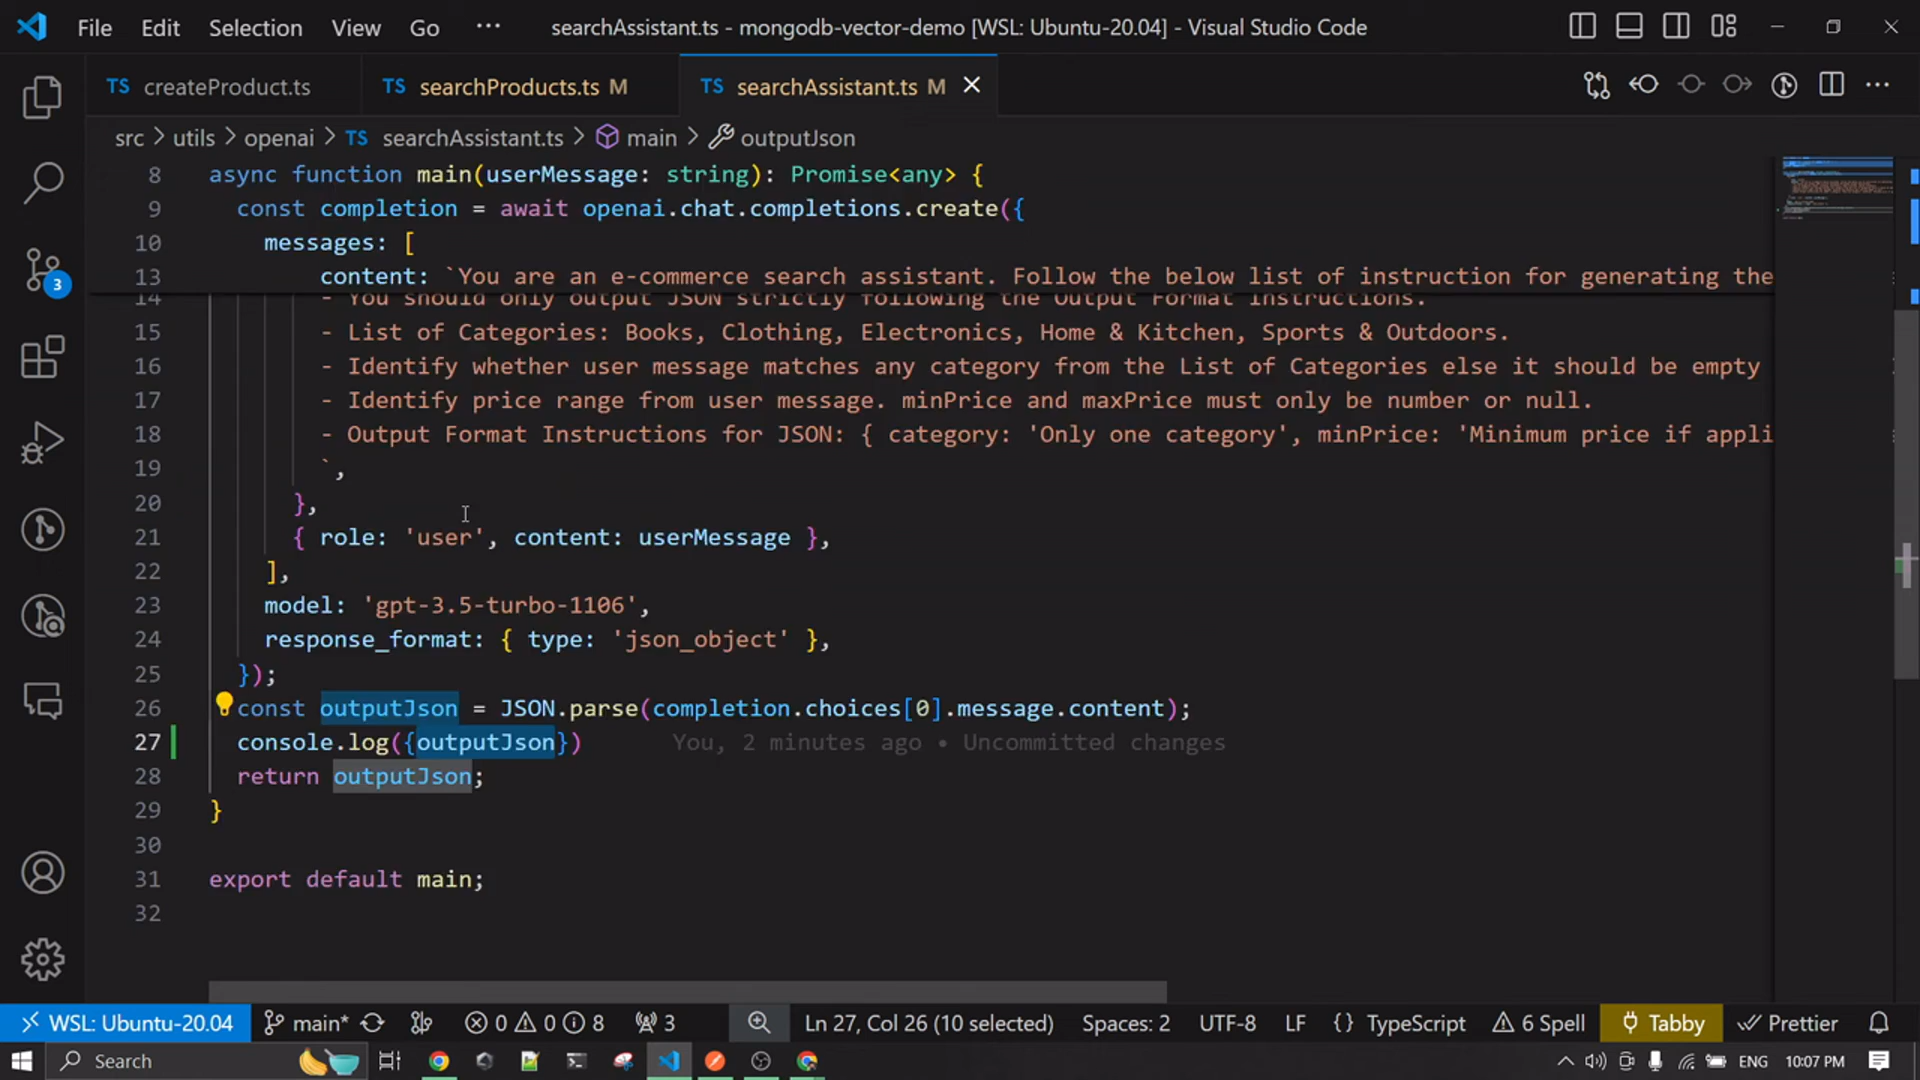 File Edit Selection View Go ··· searchAssistant.ts - mongodb-vector-demo [WSL: Ubuntu-20.04] - Visual Studio Code
TS createProduct.ts TS searchProducts.ts M TS searchAssistant.ts M
src > utils > openai > TS searchAssistant.ts > main > outputJson
8 async function main(userMessage: string): Promise<any> {
9 const completion = await openai.chat.completions.create({
10 messages: [
13 content: `You are an e-commerce search assistant. Follow the below list of instruction for generating the
14 - You should only output JSON strictly following the Output Format Instructions.
15 - List of Categories: Books, Clothing, Electronics, Home & Kitchen, Sports & Outdoors.
16 - Identify whether user message matches any category from the List of Categories else it should be empty
17 - Identify price range from user message. minPrice and maxPrice must only be number or null.
18 - Output Format Instructions for JSON: { category: 'Only one category', minPrice: 'Minimum price if appli
19 `,
20 },
21 { role: 'user', content: userMessage },
22 ],
23 model: 'gpt-3.5-turbo-1106',
24 response_format: { type: 'json_object' },
25 });
26 const outputJson = JSON.parse(completion.choices[0].message.content);
27 console.log({outputJson}) You, 2 minutes ago • Uncommitted changes
28 return outputJson;
29 }
30
31 export default main;
32
3
WSL: Ubuntu-20.04 main* 0 0 8 3 Ln 27, Col 26 (10 selected) Spaces: 2 UTF-8 LF {} TypeScript 6 Spell Tabby Prettier
Search ENG 10:07 PM